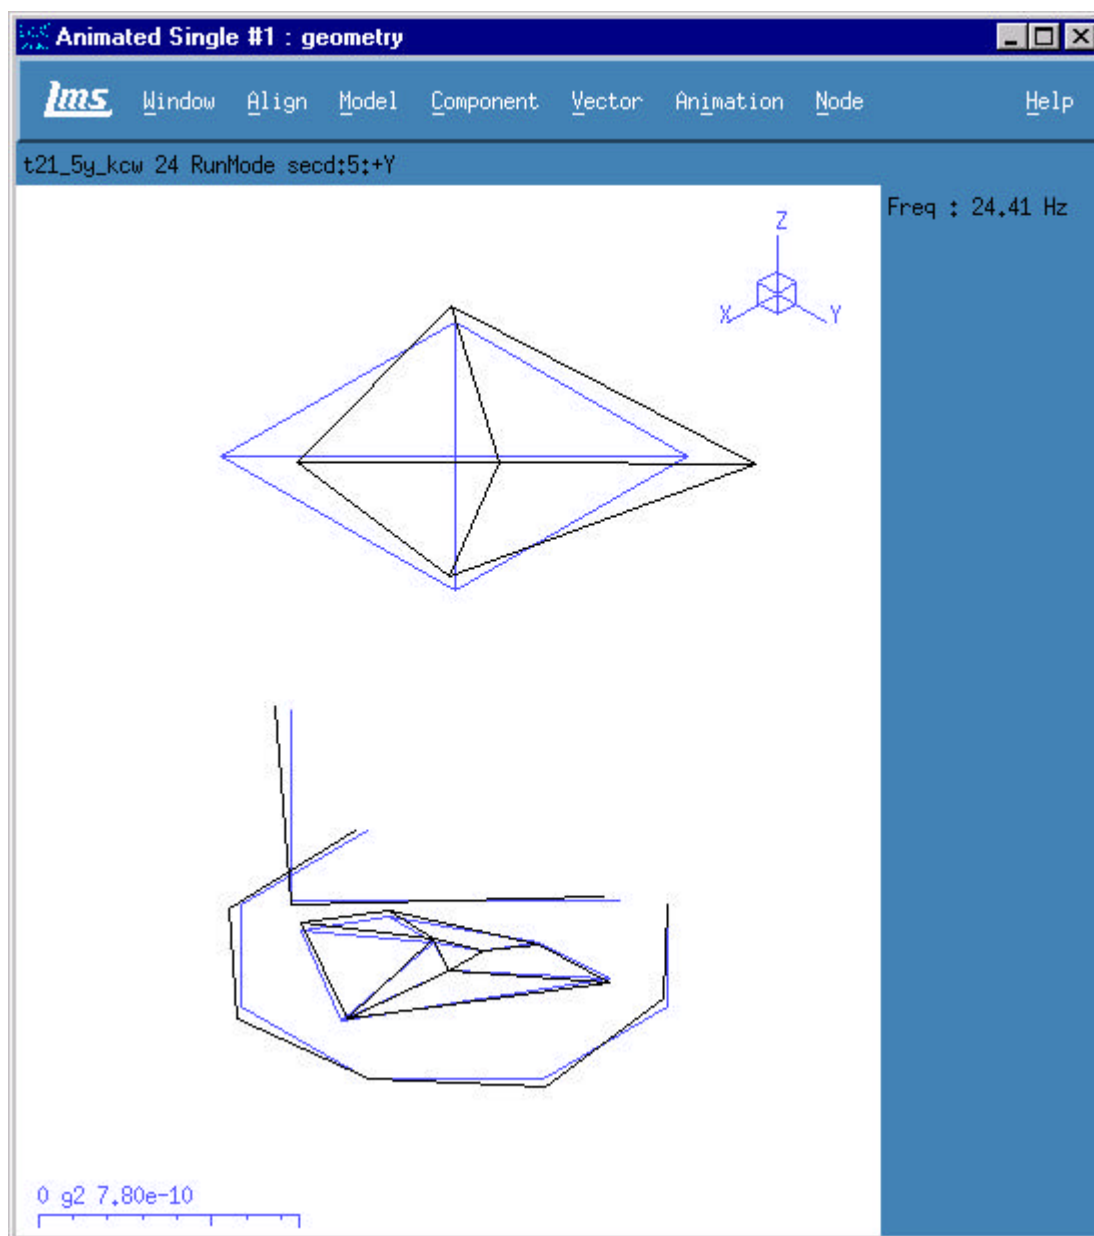 Animated Single #1 : geometry
lms Window Align Model Component Vector Animation Node Help
t21_5y_kcw 24 RunMode secd:5:+Y
Freq : 24.41 Hz
Z
X Y
0 g2 7.80e-10